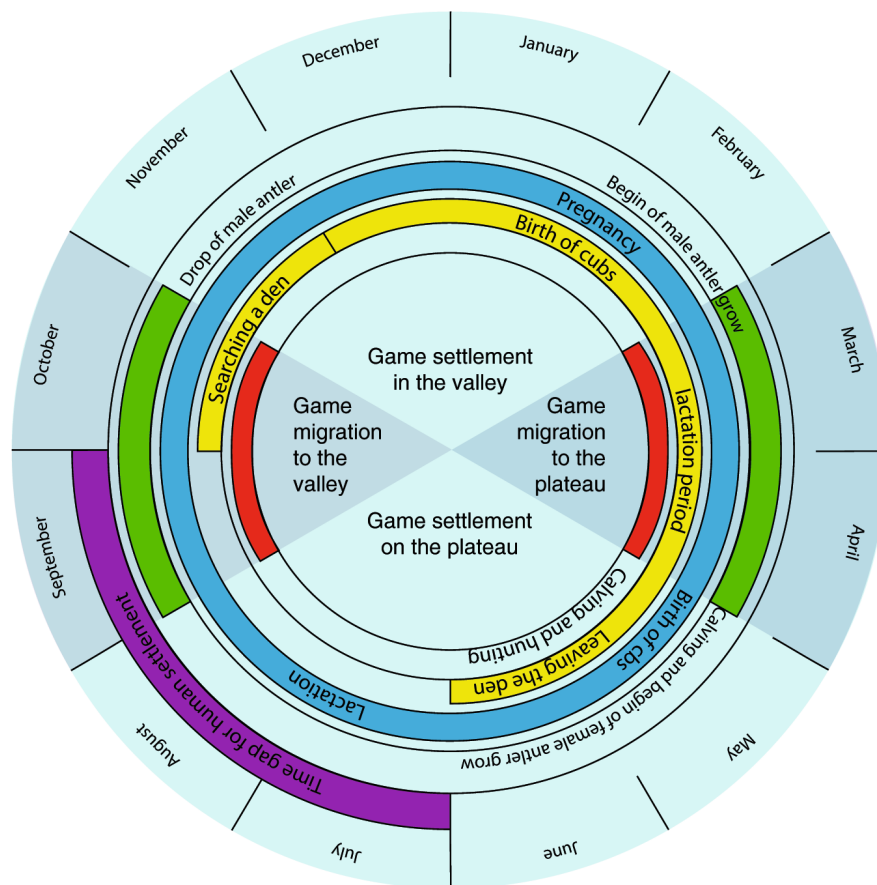 December
January
November
February
October
March
September
April
August
May
July
June
Drop of male antler
Begin of male antler grow
Pregnancy
Birth of cubs
Searching a den
lactation period
Game settlement
in the valley
Game
migration
to the
valley
Game
migration
to the
plateau
Game settlement
on the plateau
Calving and hunting
Leaving the den
Birth of cbs
Lactation
Calving and begin of female antler grow
Time gap for human settlement